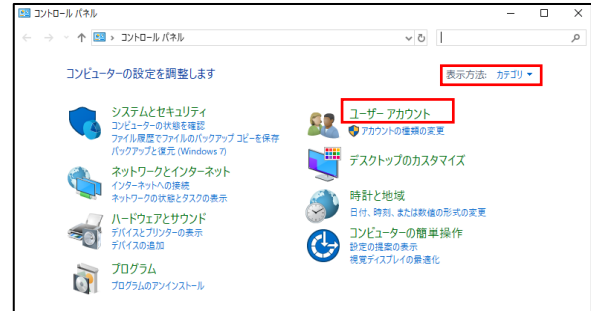 コントロール パネル
コントロール パネル
コンピューターの設定を調整します
表示方法: カテゴリ
システムとセキュリティ
コンピューターの状態を確認
ファイル履歴でファイルのバックアップ コピーを保存
バックアップと復元 (Windows 7)
ネットワークとインターネット
インターネットへの接続
ネットワークの状態とタスクの表示
ハードウェアとサウンド
デバイスとプリンターの表示
デバイスの追加
プログラム
プログラムのアンインストール
ユーザー アカウント
アカウントの種類の変更
デスクトップのカスタマイズ
時計と地域
日付、時刻、または数値の形式の変更
コンピューターの簡単操作
設定の提案の表示
視覚ディスプレイの最適化